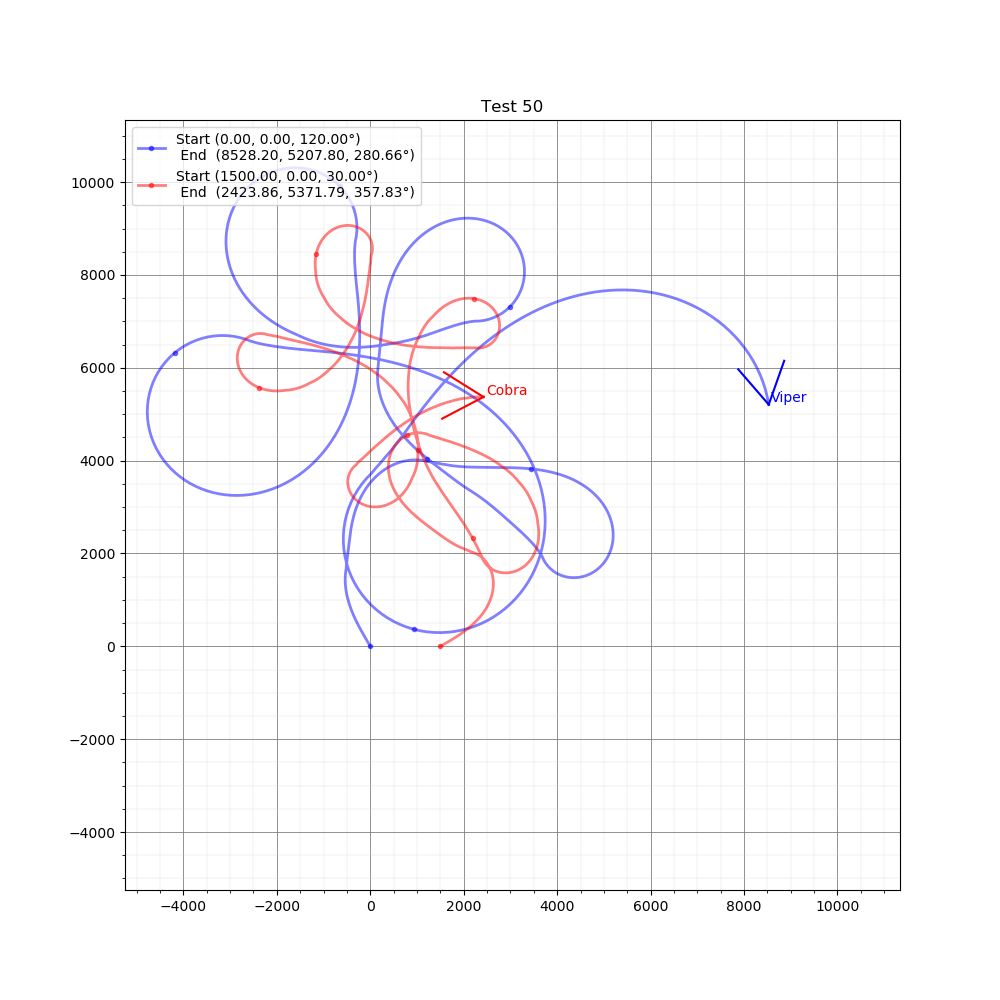 Test 50
Start (0.00, 0.00, 120.00°)
End (8528.20, 5207.80, 280.66°)
Start (1500.00, 0.00, 30.00°)
End (2423.86, 5371.79, 357.83°)
10000
8000
6000
4000
2000
0
−2000
−4000
Cobra
Viper
−4000 −2000 0 2000 4000 6000 8000 10000